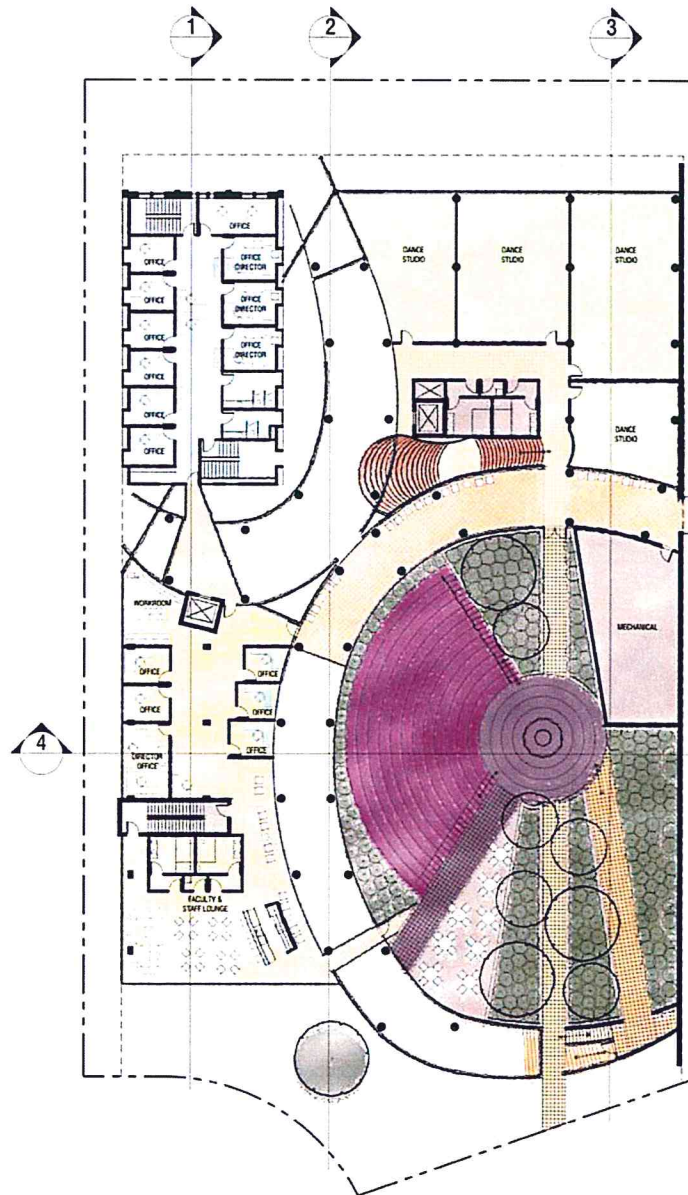 1
2
3
OFFICE
OFFICE
OFFICE
OFFICE
OFFICE
OFFICE
OFFICE
OFFICE
DIRECTOR
OFFICE
DIRECTOR
OFFICE
DIRECTOR
DANCE
STUDIO
DANCE
STUDIO
DANCE
STUDIO
DANCE
STUDIO
WORKROOM
MECHANICAL
OFFICE
OFFICE
OFFICE
OFFICE
OFFICE
DIRECTOR
OFFICE
4
FACULTY &
STAFF LOUNGE